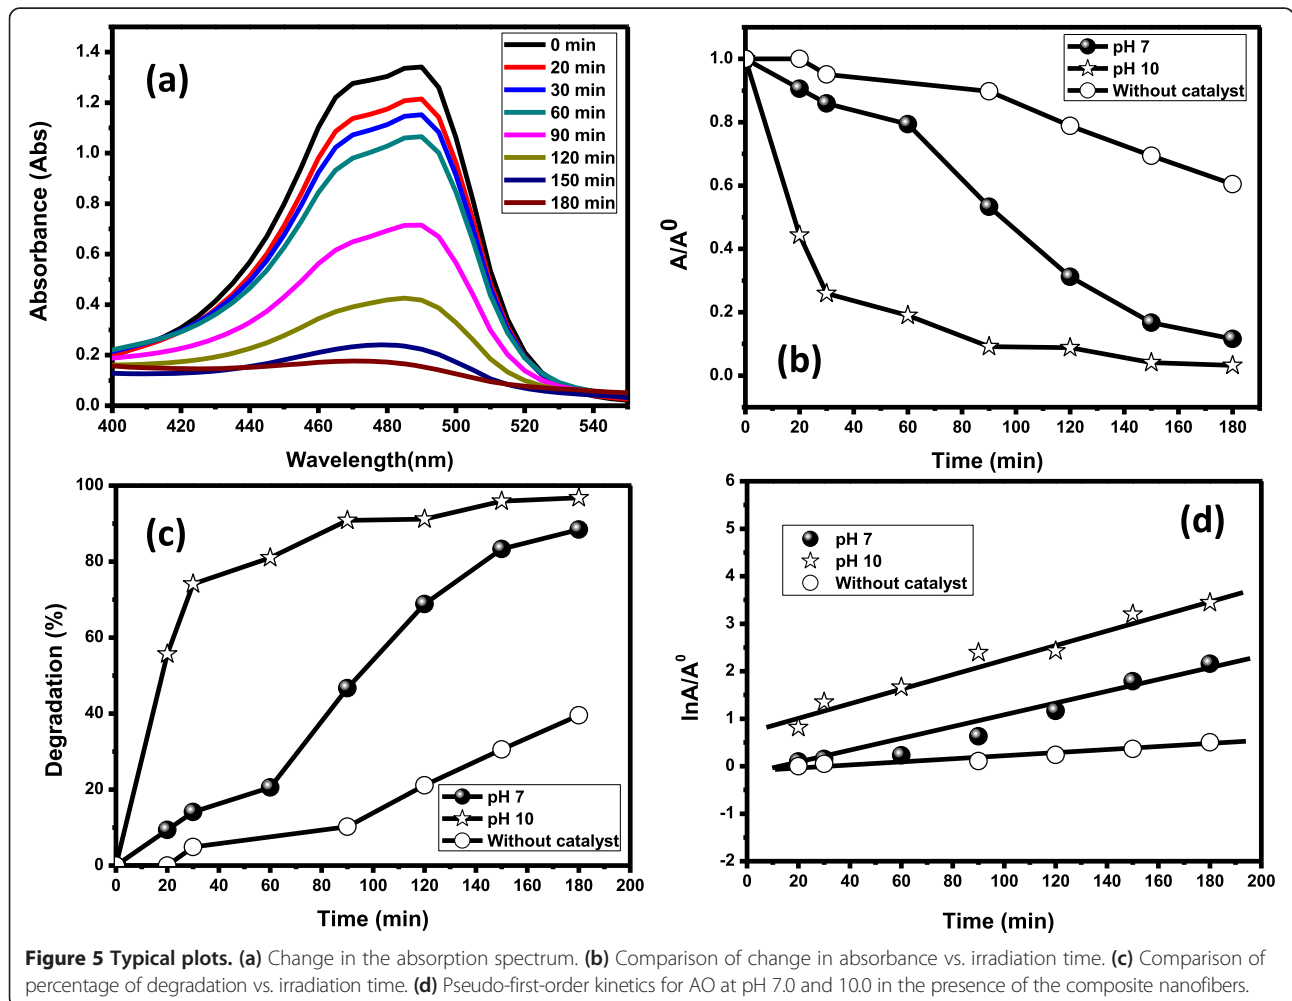 (a)
0 min
20 min
30 min
60 min
90 min
120 min
150 min
180 min
1.4
1.2
1.0
0.8
0.6
0.4
0.2
0.0
400 420 440 460 480 500 520 540
Absorbance (Abs)
Wavelength(nm)
pH 7
pH 10
Without catalyst
1.0
0.8
0.6
0.4
0.2
0.0
(b)
0 20 40 60 80 100 120 140 160 180
A/A0
Time (min)
(c)
100
80
60
40
20
0
pH 7
pH 10
Without catalyst
0 20 40 60 80 100 120 140 160 180 200
Degradation (%)
Time (min)
(d)
6
5
4
3
2
1
0
-1
-2
pH 7
pH 10
Without catalyst
0 20 40 60 80 100 120 140 160 180 200
lnA/A0
Time (min)
Figure 5 Typical plots. (a) Change in the absorption spectrum. (b) Comparison of change in absorbance vs. irradiation time. (c) Comparison of
percentage of degradation vs. irradiation time. (d) Pseudo-first-order kinetics for AO at pH 7.0 and 10.0 in the presence of the composite nanofibers.